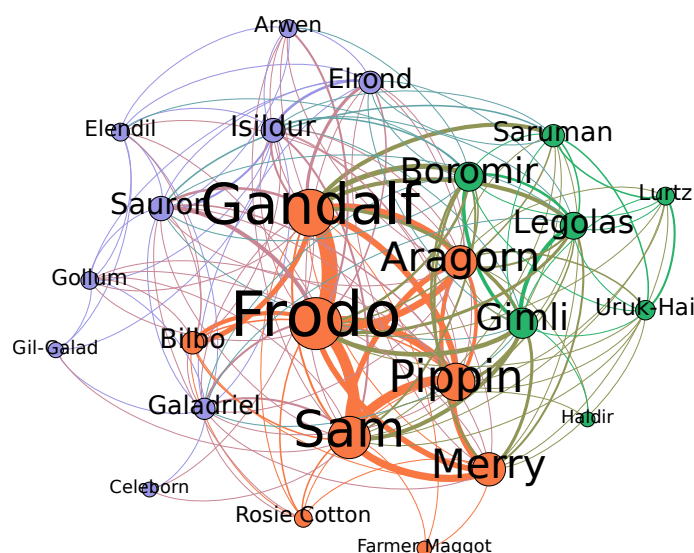 Arwen
Elrond
Elendil
Isildur
Saruman
Boromir
Lurtz
Sauron
Gandalf
Legolas
Aragorn
Gollum
Frodo
Gimli
Uruk-Hai
Gil-Galad
Bilbo
Pippin
Galadriel
Sam
Haldir
Merry
Celeborn
Rosie Cotton
Farmer Maggot